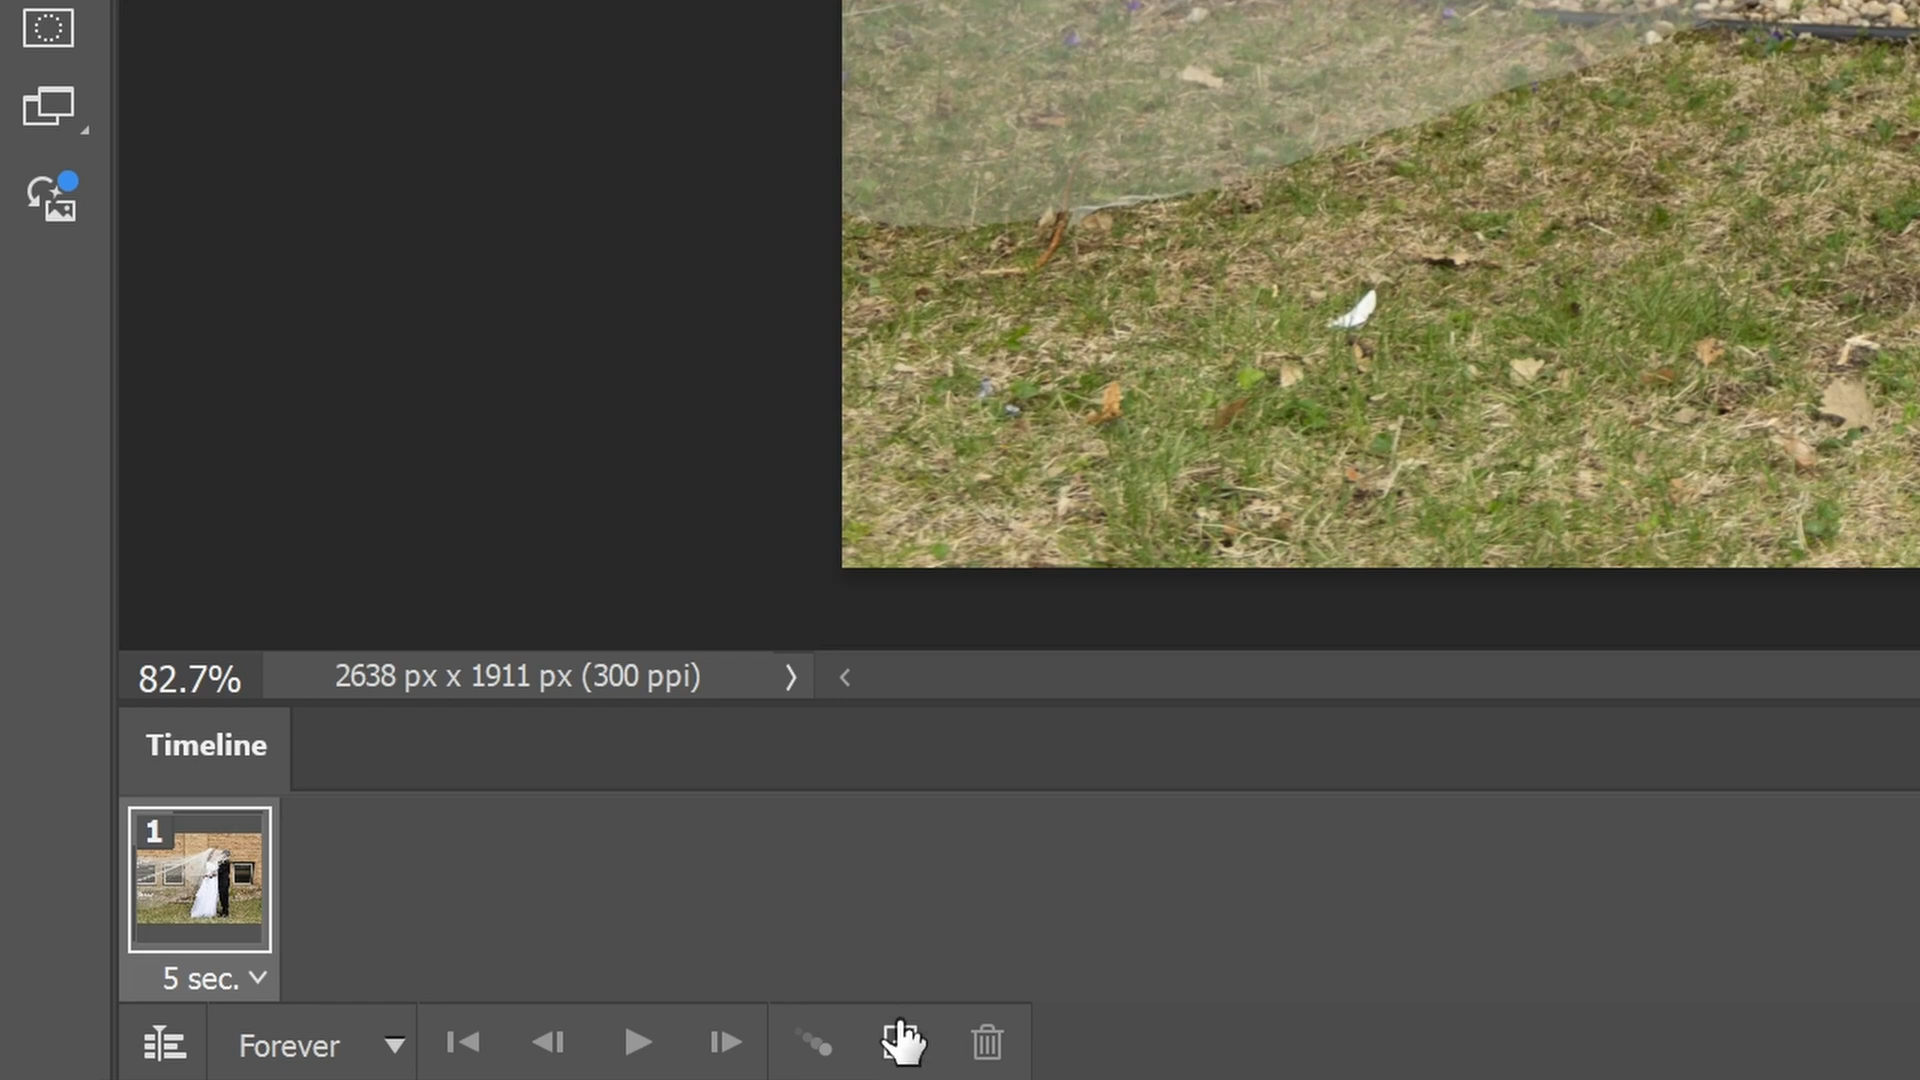 82.7%
2638 px x 1911 px (300 ppi)
Timeline
1
5 sec.
Forever